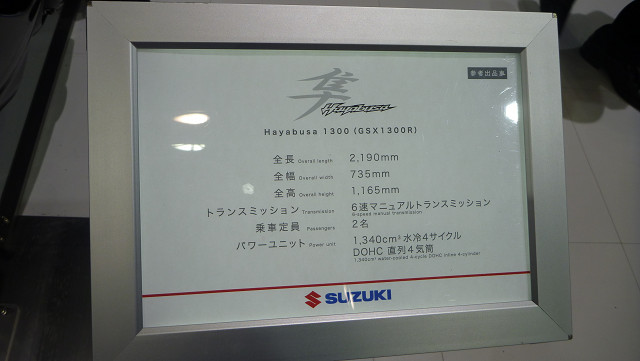 参考出品車
隼
Hayabusa
Hayabusa 1300 (GSX1300R)
全長 Overall length 2,190mm
全幅 Overall width 735mm
全高 Overall height 1,165mm
トランスミッション Transmission 6速マニュアルトランスミッション
6-speed manual transmission
乗車定員 Passengers 2名
パワーユニット Power unit 1,340cm³ 水冷4サイクル
DOHC 直列4気筒
1,340cm³ water-cooled 4-cycle DOHC inline 4-cylinder
SUZUKI